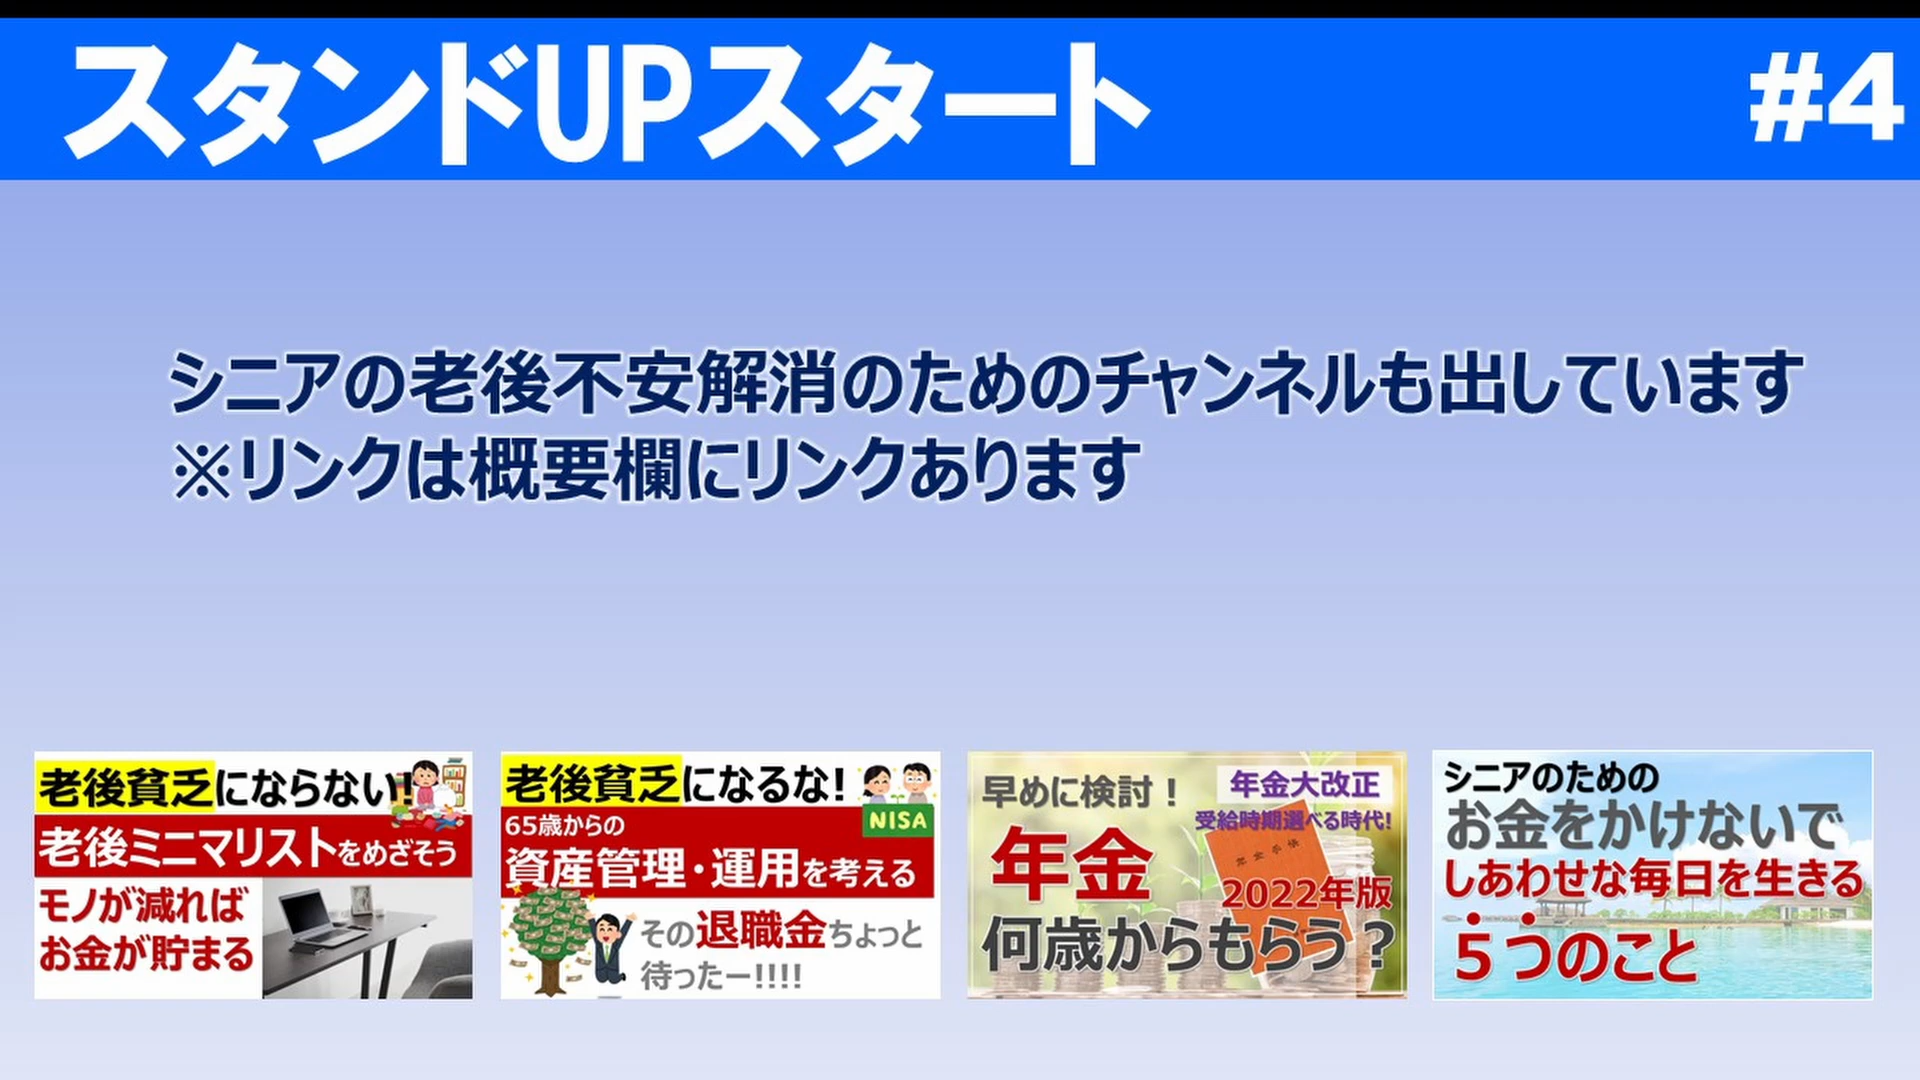 スタンドUPスタート
#4
シニアの老後不安解消のためのチャンネルも出しています
※リンクは概要欄にリンクあります
老後貧乏にならない!
老後ミニマリストをめざそう
モノが減れば
お金が貯まる
老後貧乏になるな!
NISA
65歳からの
資産管理・運用を考える
その退職金ちょっと
待ったー!!!!
早めに検討！
年金大改正
受給時期選べる時代!
年金手帳
年金
2022年版
何歳からもらう？
シニアのための
お金をかけないで
しあわせな毎日を生きる
５つのこと